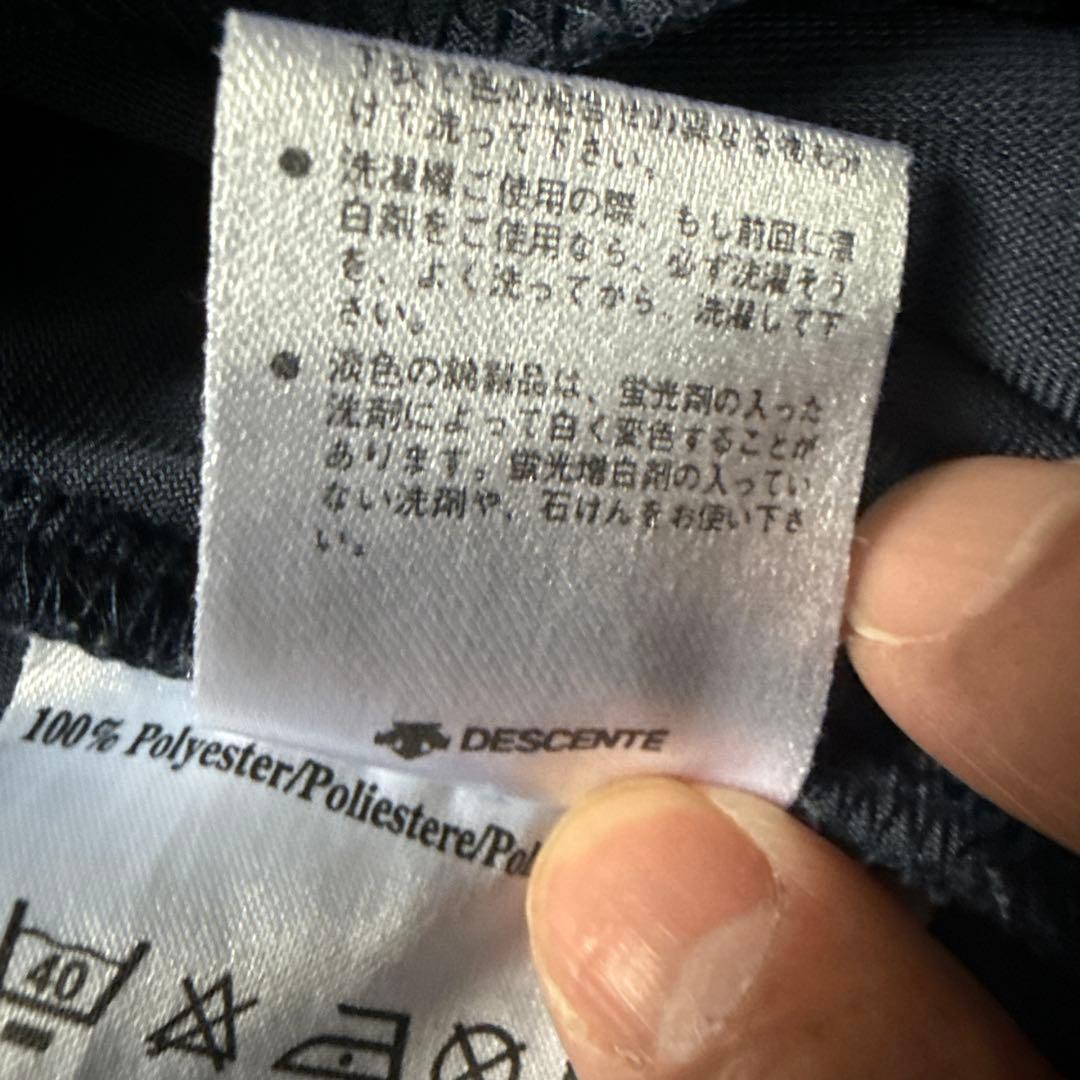 け て洗って下さい。
● 洗濯機ご使用の際、もし前回に漂
白剤をご使用なら、必ず洗濯そう
を、よく洗ってから、洗濯して下
さい。
● 淡色の綿製品は、蛍光剤の入った
洗剤によって白く変色することが
あります。蛍光増白剤の入ってい
ない洗剤や、石けんをお使い下さ
い。
DESCENTE
100% Polyester/Poliestere/Pol
40